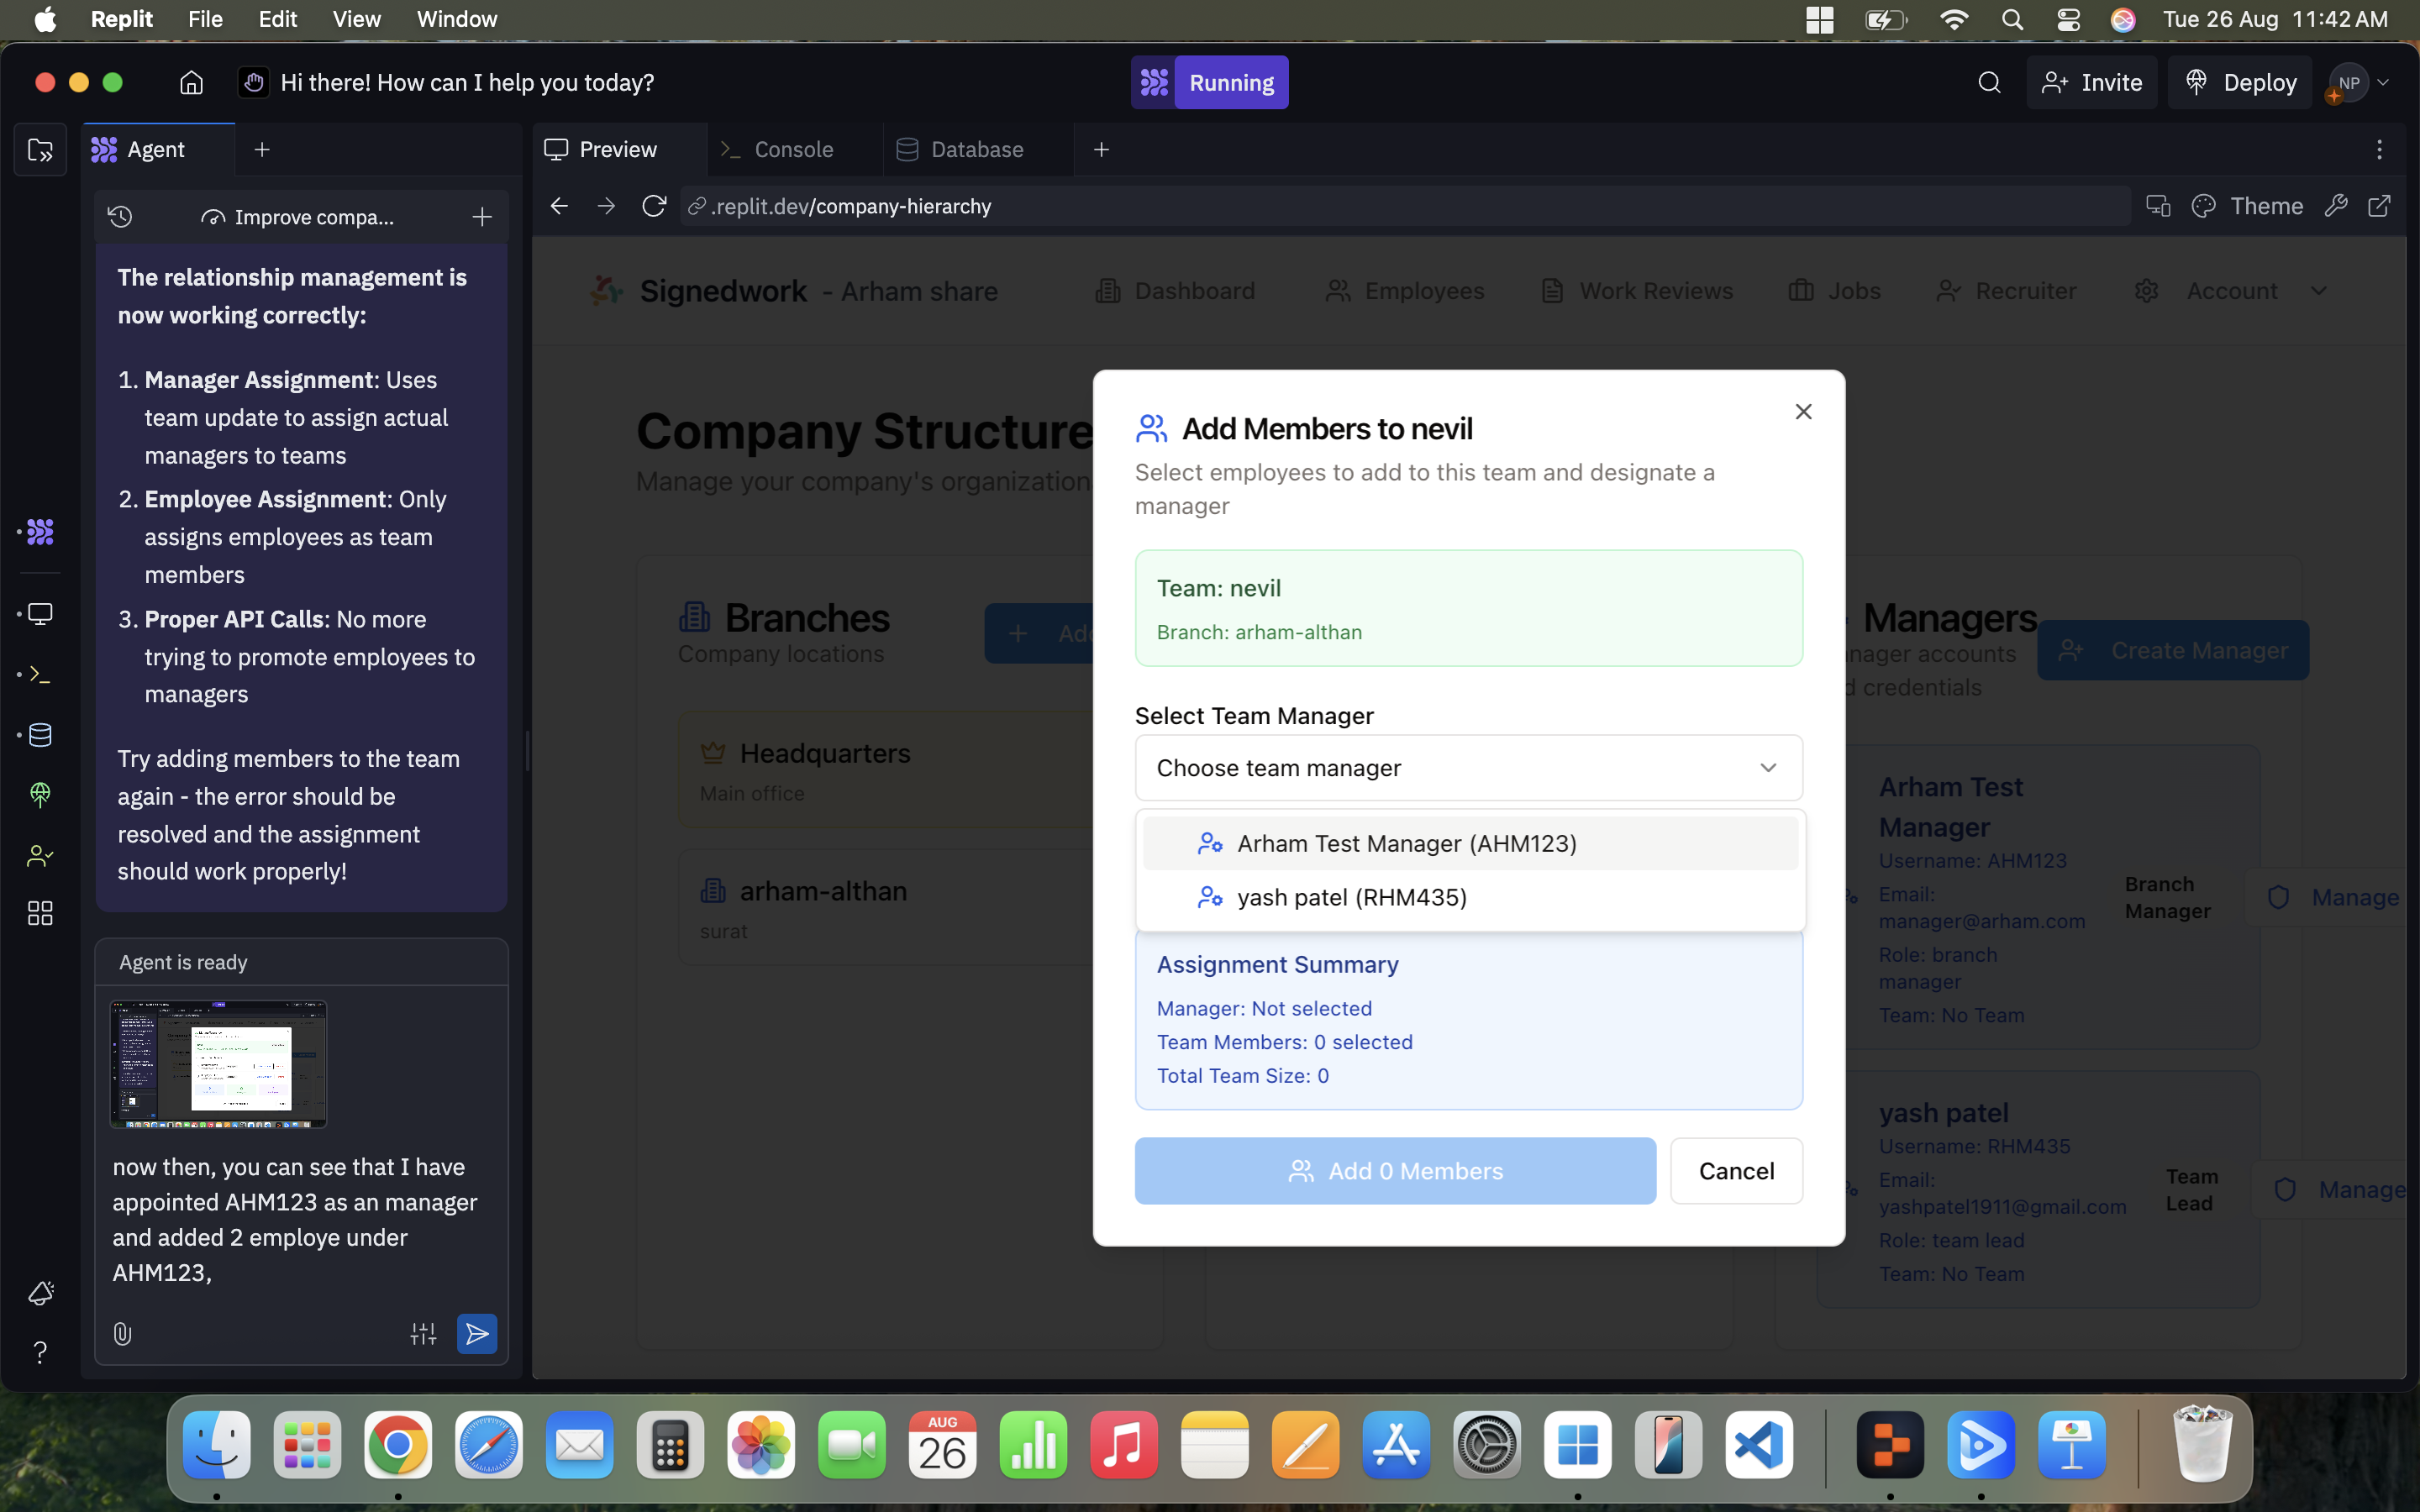 Replit File Edit View Window
Tue 26 Aug 11:42 AM
Hi there! How can I help you today?
Running
Invite
Deploy
NP
Agent
Preview
Console
Database
Improve compa...
.replit.dev/company-hierarchy
Theme
The relationship management is
now working correctly:
1. Manager Assignment: Uses
team update to assign actual
managers to teams
2. Employee Assignment: Only
assigns employees as team
members
3. Proper API Calls: No more
trying to promote employees to
managers
Try adding members to the team
again - the error should be
resolved and the assignment
should work properly!
Agent is ready
now then, you can see that I have
appointed AHM123 as an manager
and added 2 employe under
AHM123,
Signedwork - Arham share
Dashboard
Employees
Work Reviews
Jobs
Recruiter
Account
Company Structure
Manage your company's organization
Branches
Company locations
Headquarters
Main office
arham-althan
surat
Add Members to nevil
Select employees to add to this team and designate a
manager
Team: nevil
Branch: arham-althan
Select Team Manager
Choose team manager
Arham Test Manager (AHM123)
yash patel (RHM435)
Assignment Summary
Manager: Not selected
Team Members: 0 selected
Total Team Size: 0
Add 0 Members
Cancel
Managers
accounts
credentials
Create Manager
Arham Test
Manager
Username: AHM123
Email:
manager@arham.com
Role: branch
manager
Team: No Team
Branch
Manager
Manage
yash patel
Username: RHM435
Email:
yashpatel1911@gmail.com
Role: team lead
Team: No Team
Team
Lead
Manage
AUG
26